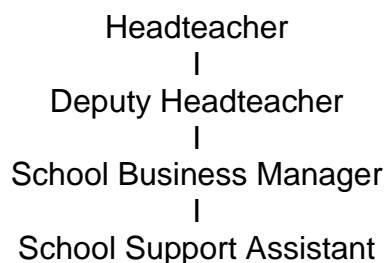 Headteacher
|
Deputy Headteacher
|
School Business Manager
|
School Support Assistant